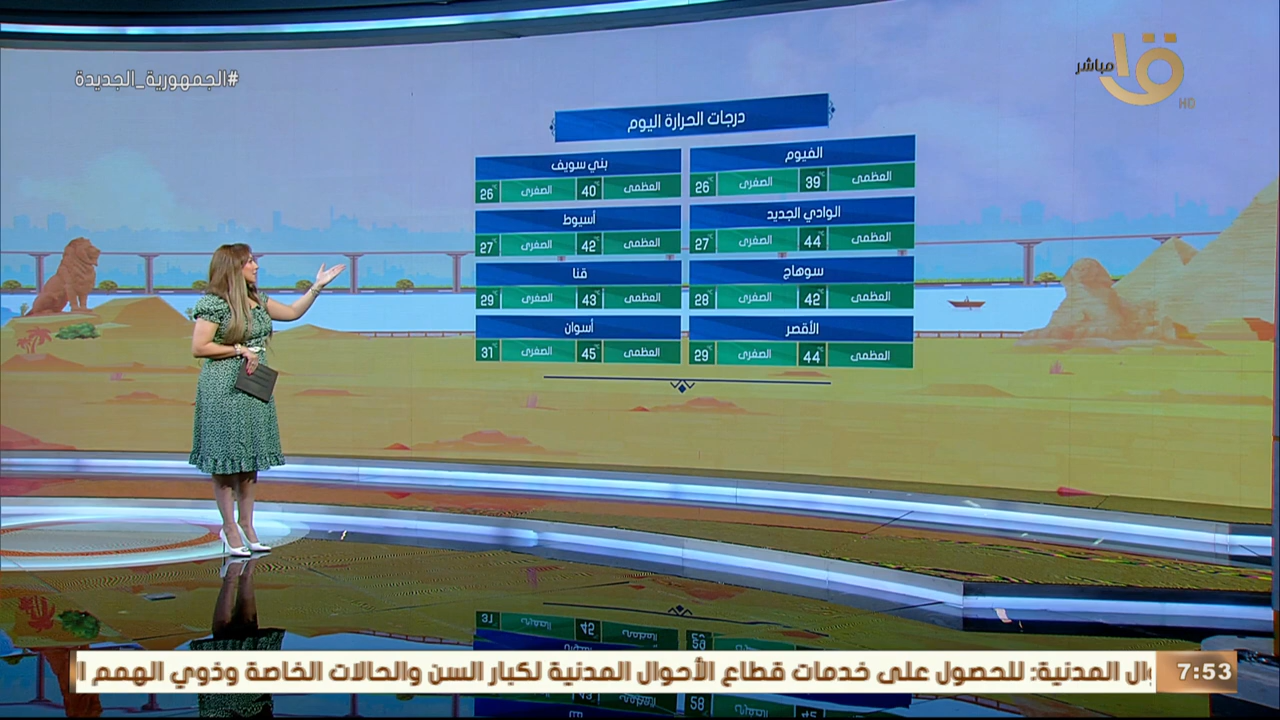 #الجمهورية_الجديدة
مباشر
HD
درجات الحرارة اليوم
الفيوم
العظمى 39°C الصغرى 26°C
بني سويف
العظمى 40°C الصغرى 26°C
الوادي الجديد
العظمى 44°C الصغرى 27°C
أسيوط
العظمى 42°C الصغرى 27°C
سوهاج
العظمى 42°C الصغرى 28°C
قنا
العظمى 43°C الصغرى 29°C
الأقصر
العظمى 44°C الصغرى 29°C
أسوان
العظمى 45°C الصغرى 31°C
المدنية: للحصول على خدمات قطاع الأحوال المدنية لكبار السن والحالات الخاصة وذوي الهمم
7:53